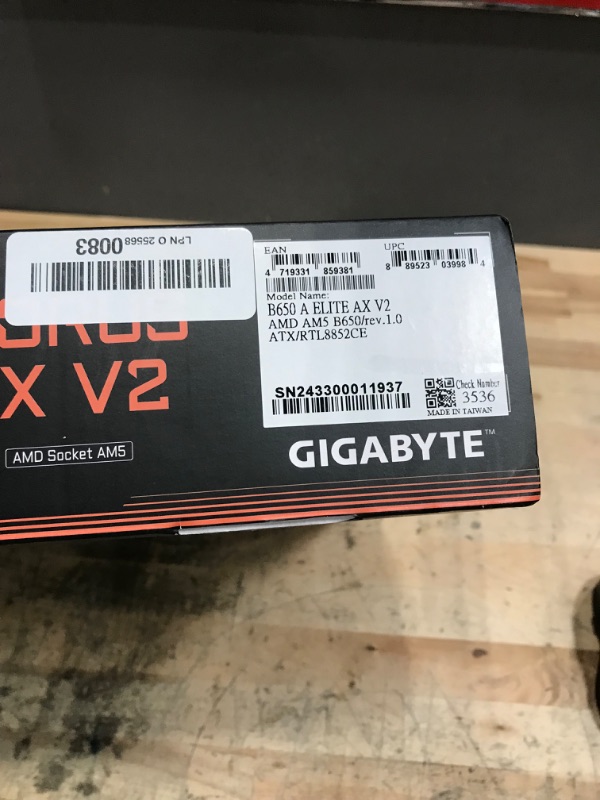 LPN O 25568 0083
EAN
4 719331 859381
UPC
8 89523 03998 4
Model Name:
B650 A ELITE AX V2
AMD AM5 B650/rev.1.0
ATX/RTL8852CE
SN243300011937
Check Number
3536
MADE IN TAIWAN
X V2
AMD Socket AM5
GIGABYTE™